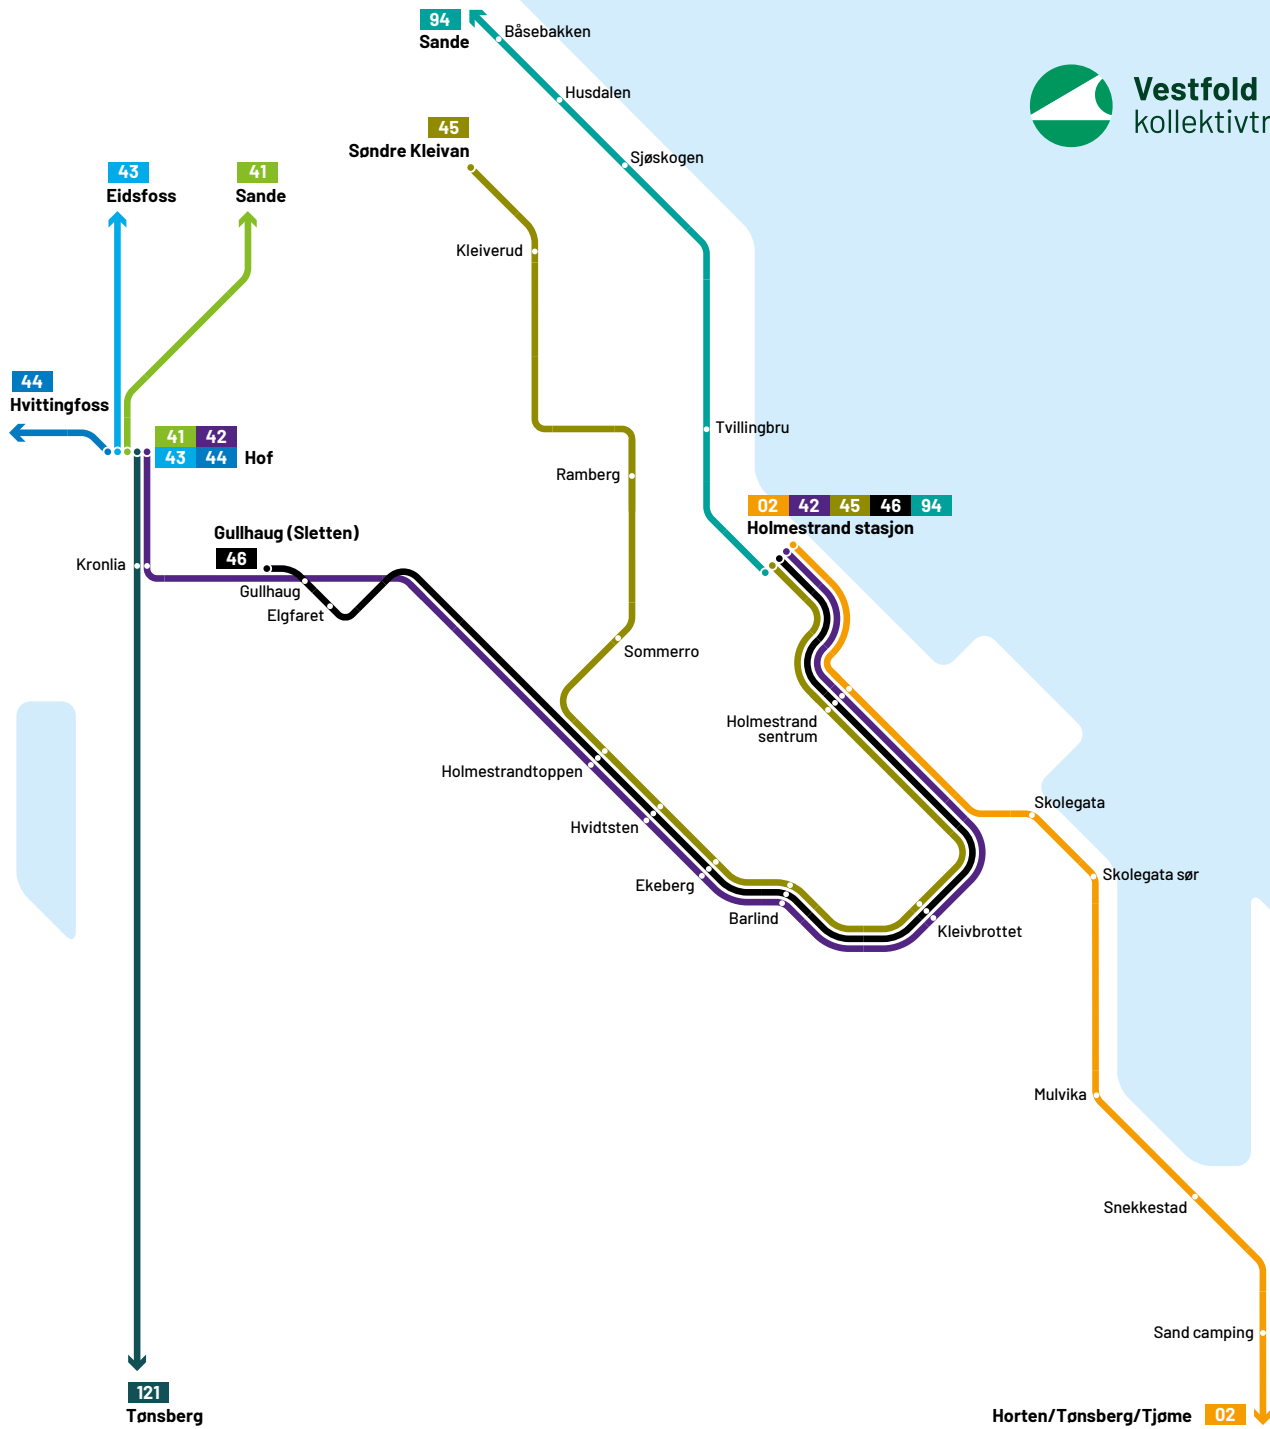 94
Sande
Båsebakken
Husdalen
Vestfold
kollektivtr
45
Søndre Kleivan
Sjøskogen
43
Eidsfoss
41
Sande
Kleiverud
44
Hvittingfoss
41 42
43 44 Hof
Tvillingbru
Ramberg
02 42 45 46 94
Holmestrand stasjon
Gullhaug (Sletten)
46
Kronlia
Gullhaug
Elgfaret
Sommerro
Holmestrand
sentrum
Holmestrandtoppen
Skolegata
Hvidtsten
Skolegata sør
Ekeberg
Barlind
Kleivbrottet
Mulvika
Snekkestad
Sand camping
121
Tønsberg
Horten/Tønsberg/Tjøme 02